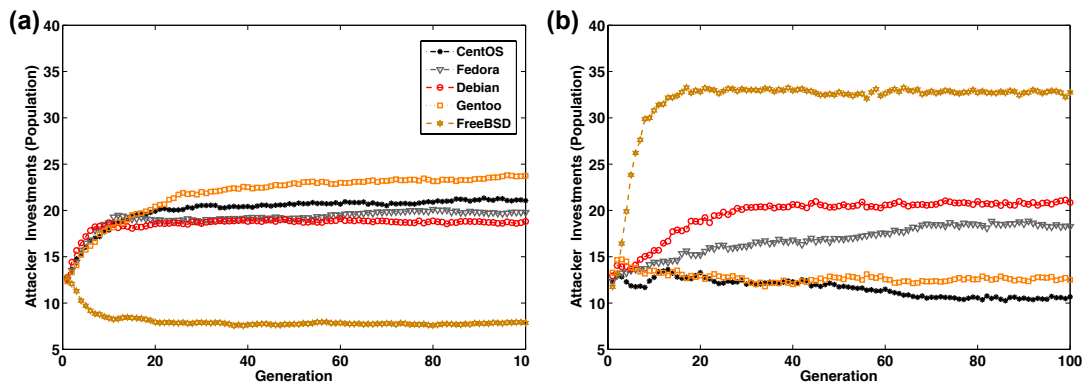 (a)
40
35
30
25
20
15
10
5
Attacker Investments (Population)
0
20
40
60
80
10
Generation
CentOS
Fedora
Debian
Gentoo
FreeBSD
(b)
40
35
30
25
20
15
10
5
Attacker Investments (Population)
0
20
40
60
80
100
Generation